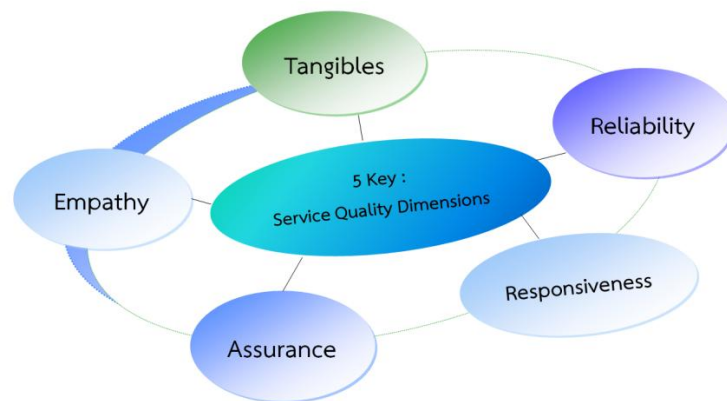 Tangibles
Reliability
5 Key :
Service Quality Dimensions
Empathy
Responsiveness
Assurance